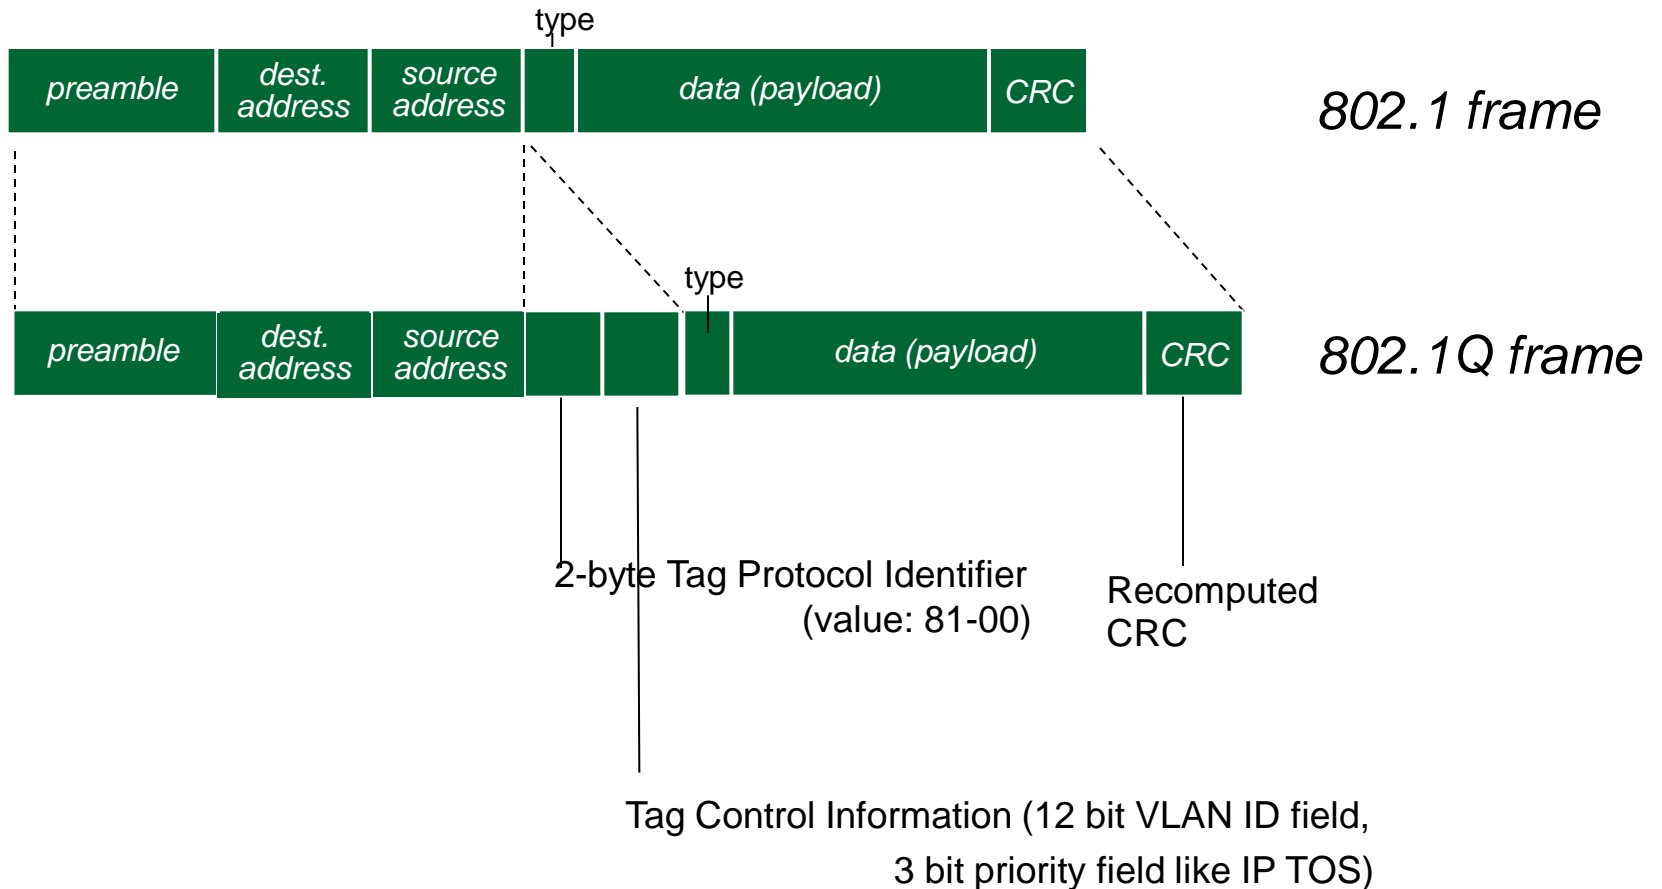 type
preamble
dest.
address
source
address
data (payload)
CRC
802.1 frame
type
preamble
dest.
address
source
address
data (payload)
CRC
802.1Q frame
2-byte Tag Protocol Identifier
(value: 81-00)
Recomputed
CRC
Tag Control Information (12 bit VLAN ID field,
3 bit priority field like IP TOS)